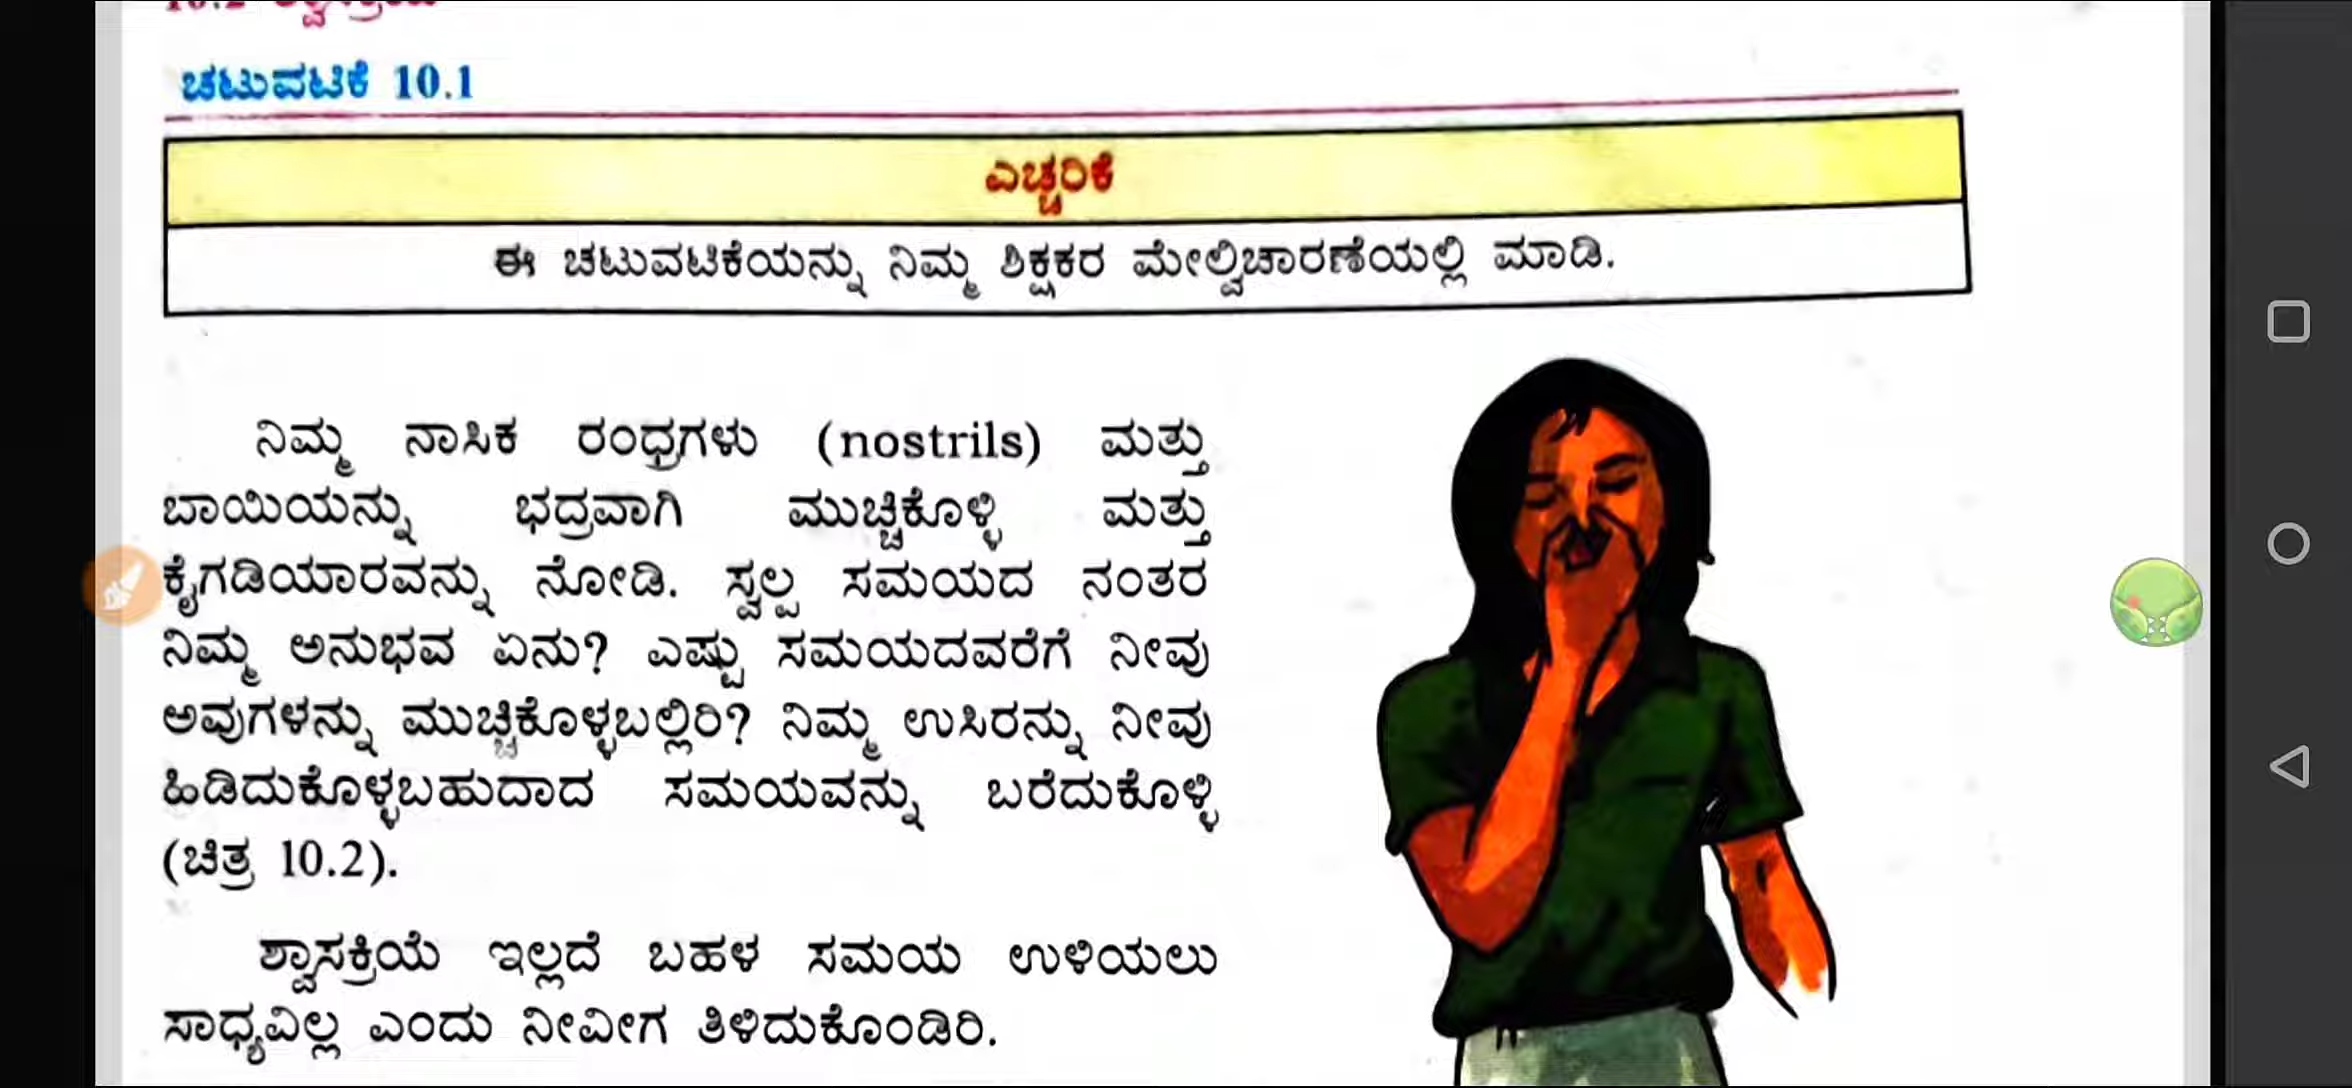 ಚಟುವಟಿಕೆ 10.1
ಎಚ್ಚರಿಕೆ
ಈ ಚಟುವಟಿಕೆಯನ್ನು ನಿಮ್ಮ ಶಿಕ್ಷಕರ ಮೇಲ್ವಿಚಾರಣೆಯಲ್ಲಿ ಮಾಡಿ.
ನಿಮ್ಮ ನಾಸಿಕ ರಂಧ್ರಗಳು (nostrils) ಮತ್ತು
ಬಾಯಿಯನ್ನು ಭದ್ರವಾಗಿ ಮುಚ್ಚಿಕೊಳ್ಳಿ ಮತ್ತು
ಕೈಗಡಿಯಾರವನ್ನು ನೋಡಿ. ಸ್ವಲ್ಪ ಸಮಯದ ನಂತರ
ನಿಮ್ಮ ಅನುಭವ ಏನು? ಎಷ್ಟು ಸಮಯದವರೆಗೆ ನೀವು
ಅವುಗಳನ್ನು ಮುಚ್ಚಿಕೊಳ್ಳಬಲ್ಲಿರಿ? ನಿಮ್ಮ ಉಸಿರನ್ನು ನೀವು
ಹಿಡಿದುಕೊಳ್ಳಬಹುದಾದ ಸಮಯವನ್ನು ಬರೆದುಕೊಳ್ಳಿ
(ಚಿತ್ರ 10.2).
ಶ್ವಾಸಕ್ರಿಯೆ ಇಲ್ಲದೆ ಬಹಳ ಸಮಯ ಉಳಿಯಲು
ಸಾಧ್ಯವಿಲ್ಲ ಎಂದು ನೀವೀಗ ತಿಳಿದುಕೊಂಡಿರಿ.